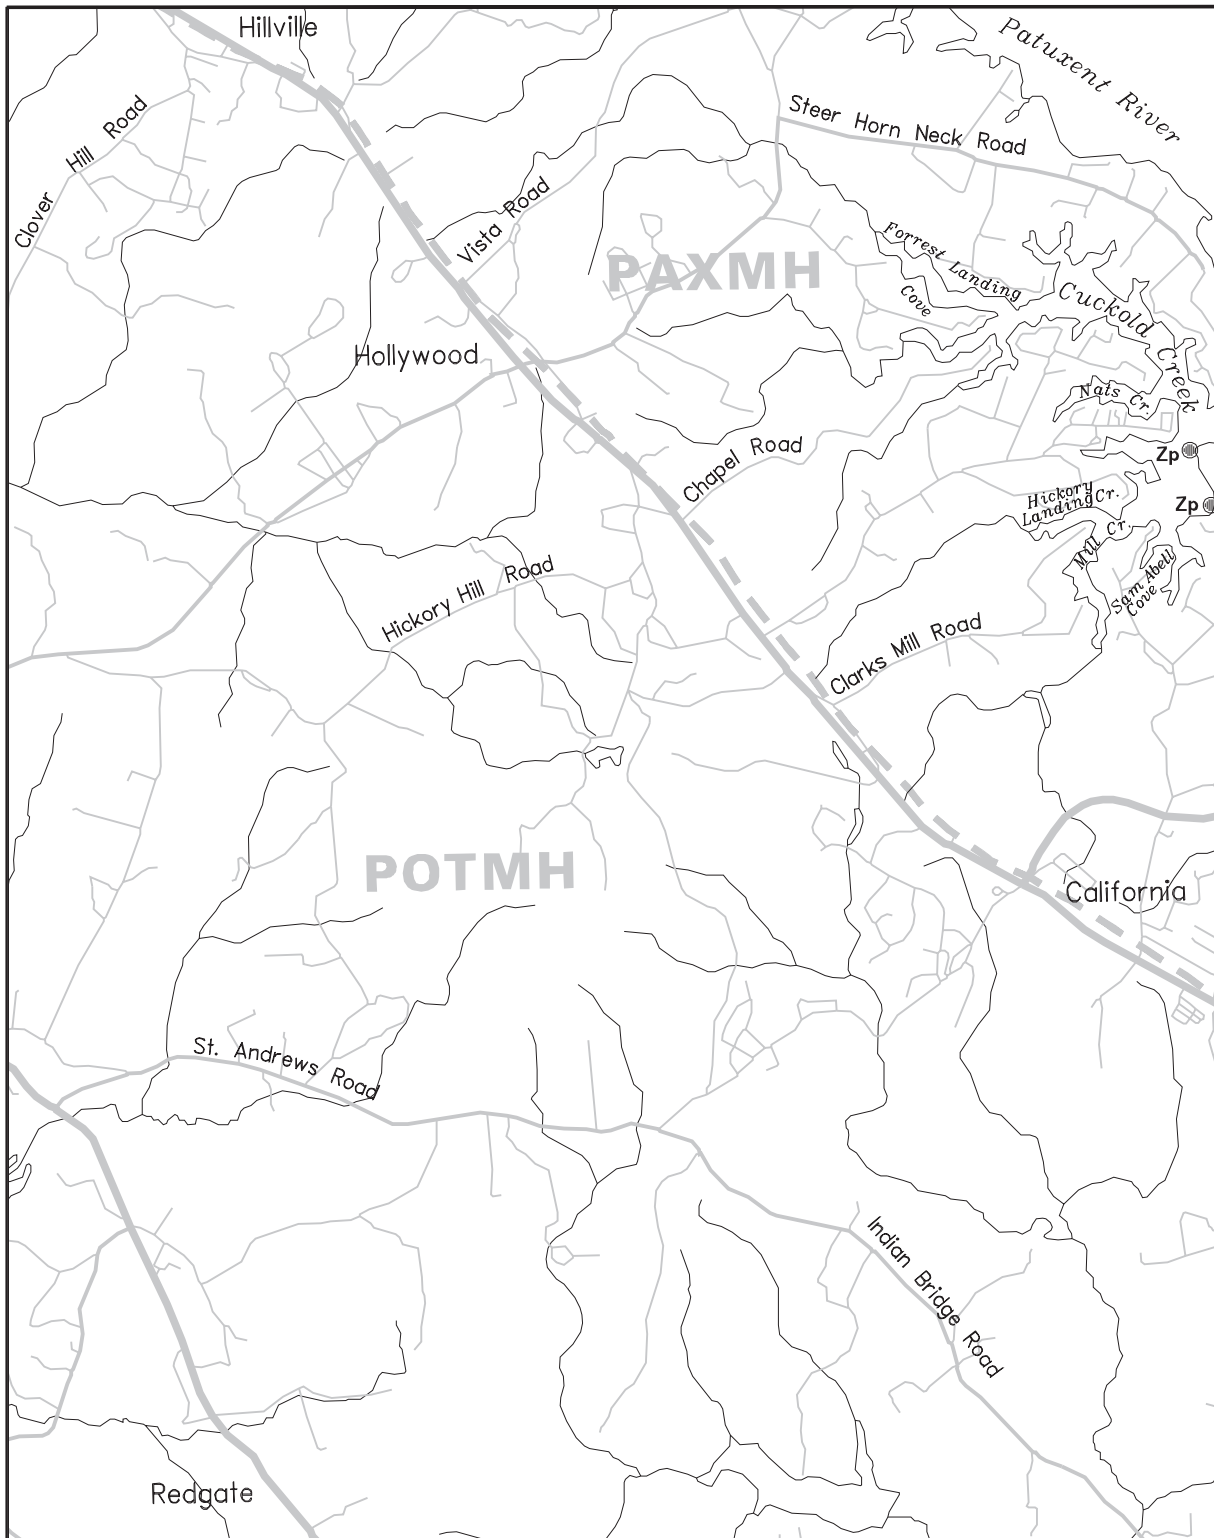 Hillville
Patuxent River
Steer Horn Neck Road
Clover Hill Road
Vista Road
Forrest Landing
Cove
PAXMH
Cuckold Creek
Hollywood
Nats Cr.
Chapel Road
Zp
Hickory
Landing Cr.
Zp
Mill Cr.
Sam Abell
Cove
Hickory Hill Road
Clarks Mill Road
POTMH
California
St. Andrews Road
Indian Bridge Road
Redgate